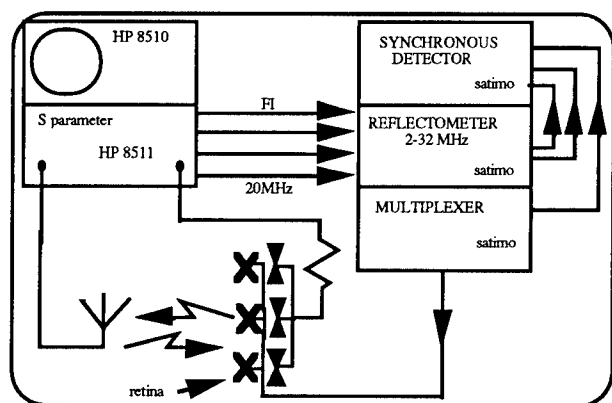 HP 8510
S parameter
HP 8511
FI
20MHz
SYNCHRONOUS
DETECTOR
satimo
REFLECTOMETER
2-32 MHz
satimo
MULTIPLEXER
satimo
retina